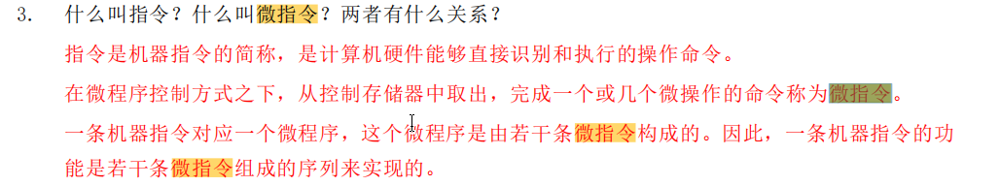 3. 什么叫指令？什么叫微指令？两者有什么关系？
指令是机器指令的简称，是计算机硬件能够直接识别和执行的操作命令。
在微程序控制方式之下，从控制存储器中取出，完成一个或几个微操作的命令称为微指令。
一条机器指令对应一个微程序，这个微程序是由若干条微指令构成的。因此，一条机器指令的功
能是若干条微指令组成的序列来实现的。